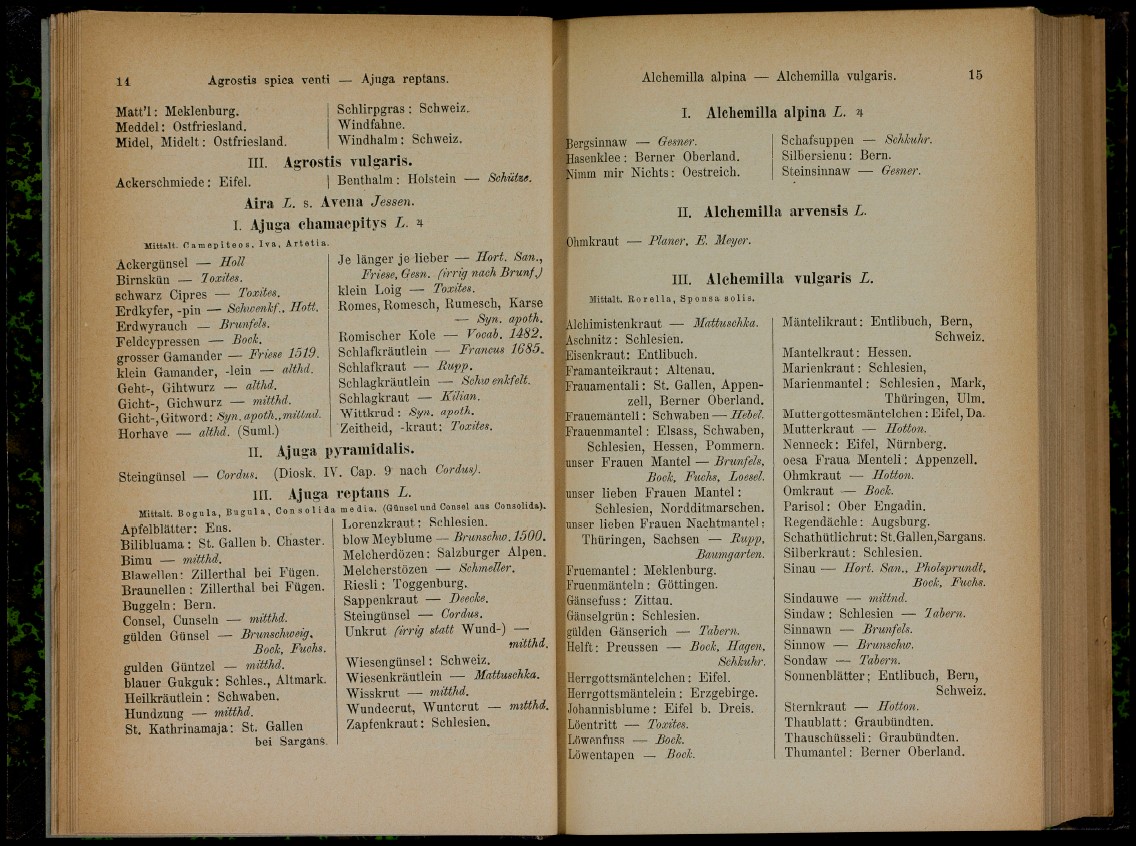 14 Agrostis spica venti — Ajuga reptans.
Matt'l: Meklenburg.
Meddel: Ostfriesland.
Midel, Midelt: Ostfriesland.
Schlirpgras: Schweiz.
Windfahne.
Windhalm: Schweiz.
III. Agrostis vulgaris.
Ackerschmiede: Eifel.
Benthalm: Holstein — Schütze.
Aira L. s. Avena Jessen.
I. Ajuga chamaepitys L. ♃
Mittalt. Camepiteos, Iva, Artetia.
Ackergünsel — Holl
Birnskün — Toxites.
schwarz Cipres — Toxites.
Erdkyfer, -pin — Schwenkf., Hott.
Erdwyrauch — Brunfels.
Feldcypressen — Bock.
grosser Gamander — Friese 1519.
klein Gamander, -lein — althd.
Geht-, Gihtwurz — althd.
Gicht-, Gichwurz — mitthd.
Gicht-, Gitword: Syn. apoth., mittnd.
Horhave — althd. (Suml.)
Je länger je lieber — Hort. San.,
Friese, Gesn. (irrig nach Brunf.)
klein Loig — Toxites.
Romes, Romesch, Rumesch, Karse
— Syn. apoth.
Romischer Kole — Vocab. 1482.
Schlafkräutlein — Francus 1685.
Schlafkraut — Rupp.
Schlagkräutlein — Schwenkfelt.
Schlagkraut — Kilian.
Wittkrud: Syn. apoth.
Zeitheid, -kraut: Toxites.
II. Ajuga pyramidalis.
Steingünsel — Cordus. (Diosk. IV. Cap. 9 nach Cordus).
III. Ajuga reptans L.
Mittalt. Bogula, Bugula, Consolida media. (Günsel und Consel aus Consolida).
Apfelblätter: Ens.
Bilibluama: St. Gallen b. Chaster.
Bimu — mitthd.
Blawellen: Zillerthal bei Fügen.
Braunellen: Zillerthal bei Fügen.
Buggeln: Bern.
Consel, Cunseln — mitthd.
gülden Günsel — Brunschweig,
Bock, Fuchs.
gulden Güntzel — mitthd.
blauer Gukguk: Schles., Altmark.
Heilkräutlein: Schwaben.
Hundzung — mitthd.
St. Kathrinamaja: St. Gallen
bei Sargans.
Lorenzkraut: Schlesien.
blow Meyblume — Brunschw. 1500.
Melcherdözen: Salzburger Alpen.
Melcherstözen — Schmeller.
Riesli: Toggenburg.
Sappenkraut — Deecke.
Steingünsel — Cordus.
Unkrut (irrig statt Wund-) —
mitthd.
Wiesengünsel: Schweiz.
Wiesenkräutlein — Mattuschka.
Wisskrut — mitthd.
Wundecrut, Wuntcrut — mitthd.
Zapfenkraut: Schlesien.
Alchemilla alpina — Alchemilla vulgaris. 15
I. Alchemilla alpina L. ♃
Bergsinnaw — Gesner.
Hasenklee: Berner Oberland.
Nimm mir Nichts: Oestreich.
Schafsuppen — Schkuhr.
Silbersienu: Bern.
Steinsinnaw — Gesner.
II. Alchemilla arvensis L.
Ohmkraut — Planer, E. Meyer.
III. Alchemilla vulgaris L.
Mittalt. Rorella, Sponsa solis.
Alchimistenkraut — Mattuschka.
Aschnitz: Schlesien.
Eisenkraut: Entlibuch.
Framanteikraut: Altenau.
Frauamentali: St. Gallen, Appen-
zell, Berner Oberland.
Frauemäntell: Schwaben — Hebel.
Frauenmantel: Elsass, Schwaben,
Schlesien, Hessen, Pommern.
unser Frauen Mantel — Brunfels,
Bock, Fuchs, Loesel.
unser lieben Frauen Mantel:
Schlesien, Nordditmarschen.
unser lieben Frauen Nachtmantel:
Thüringen, Sachsen — Rupp,
Baumgarten.
Fruemantel: Meklenburg.
Fruenmänteln: Göttingen.
Gänsefuss: Zittau.
Gänselgrün: Schlesien.
gülden Gänserich — Tabern.
Helft: Preussen — Bock, Hagen,
Schkuhr.
Herrgottsmäntelchen: Eifel.
Herrgottsmäntelein: Erzgebirge.
Johannisblume: Eifel b. Dreis.
Löentritt — Toxites.
Löwenfuss — Bock.
Löwentapen — Bock.
Mäntelikraut: Entlibuch, Bern,
Schweiz.
Mantelkraut: Hessen.
Marienkraut: Schlesien,
Marienmantel: Schlesien, Mark,
Thüringen, Ulm.
Muttergottesmäntelchen: Eifel, Da.
Mutterkraut — Hotton.
Nenneck: Eifel, Nürnberg.
oesa Fraua Menteli: Appenzell.
Ohmkraut — Hotton.
Omkraut — Bock.
Parisol: Ober Engadin.
Regendächle: Augsburg.
Schathütlichrut: St. Gallen, Sargans.
Silberkraut: Schlesien.
Sinau — Hort. San., Pholsprundt,
Bock, Fuchs.
Sindauwe — mittnd.
Sindaw: Schlesien — Tabern.
Sinnawn — Brunfels.
Sinnow — Brunschw.
Sondaw — Tabern.
Sonnenblätter; Entlibuch, Bern,
Schweiz.
Sternkraut — Hotton.
Thaublatt: Graubündten.
Thauschüsseli: Graubündten.
Thumantel: Berner Oberland.